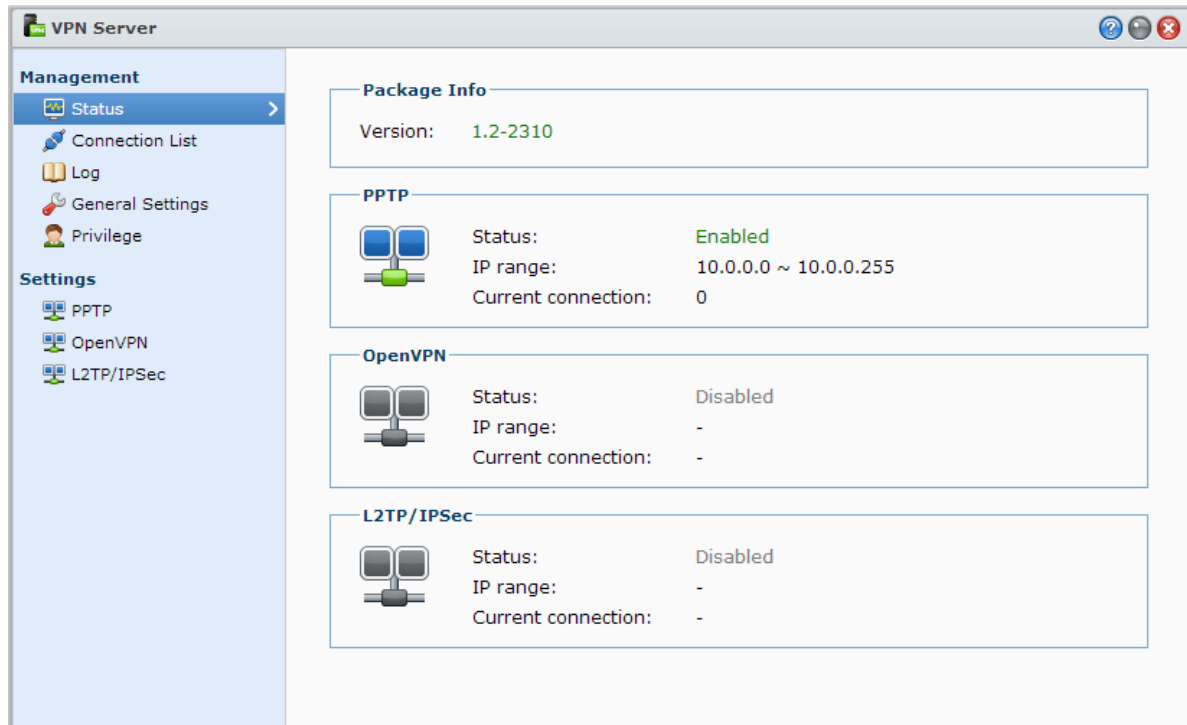 VPN Server
Management
Status
Connection List
Log
General Settings
Privilege
Settings
PPTP
OpenVPN
L2TP/IPSec
Package Info
Version: 1.2-2310
PPTP
Status: Enabled
IP range: 10.0.0.0 ~ 10.0.0.255
Current connection: 0
OpenVPN
Status: Disabled
IP range: -
Current connection: -
L2TP/IPSec
Status: Disabled
IP range: -
Current connection: -